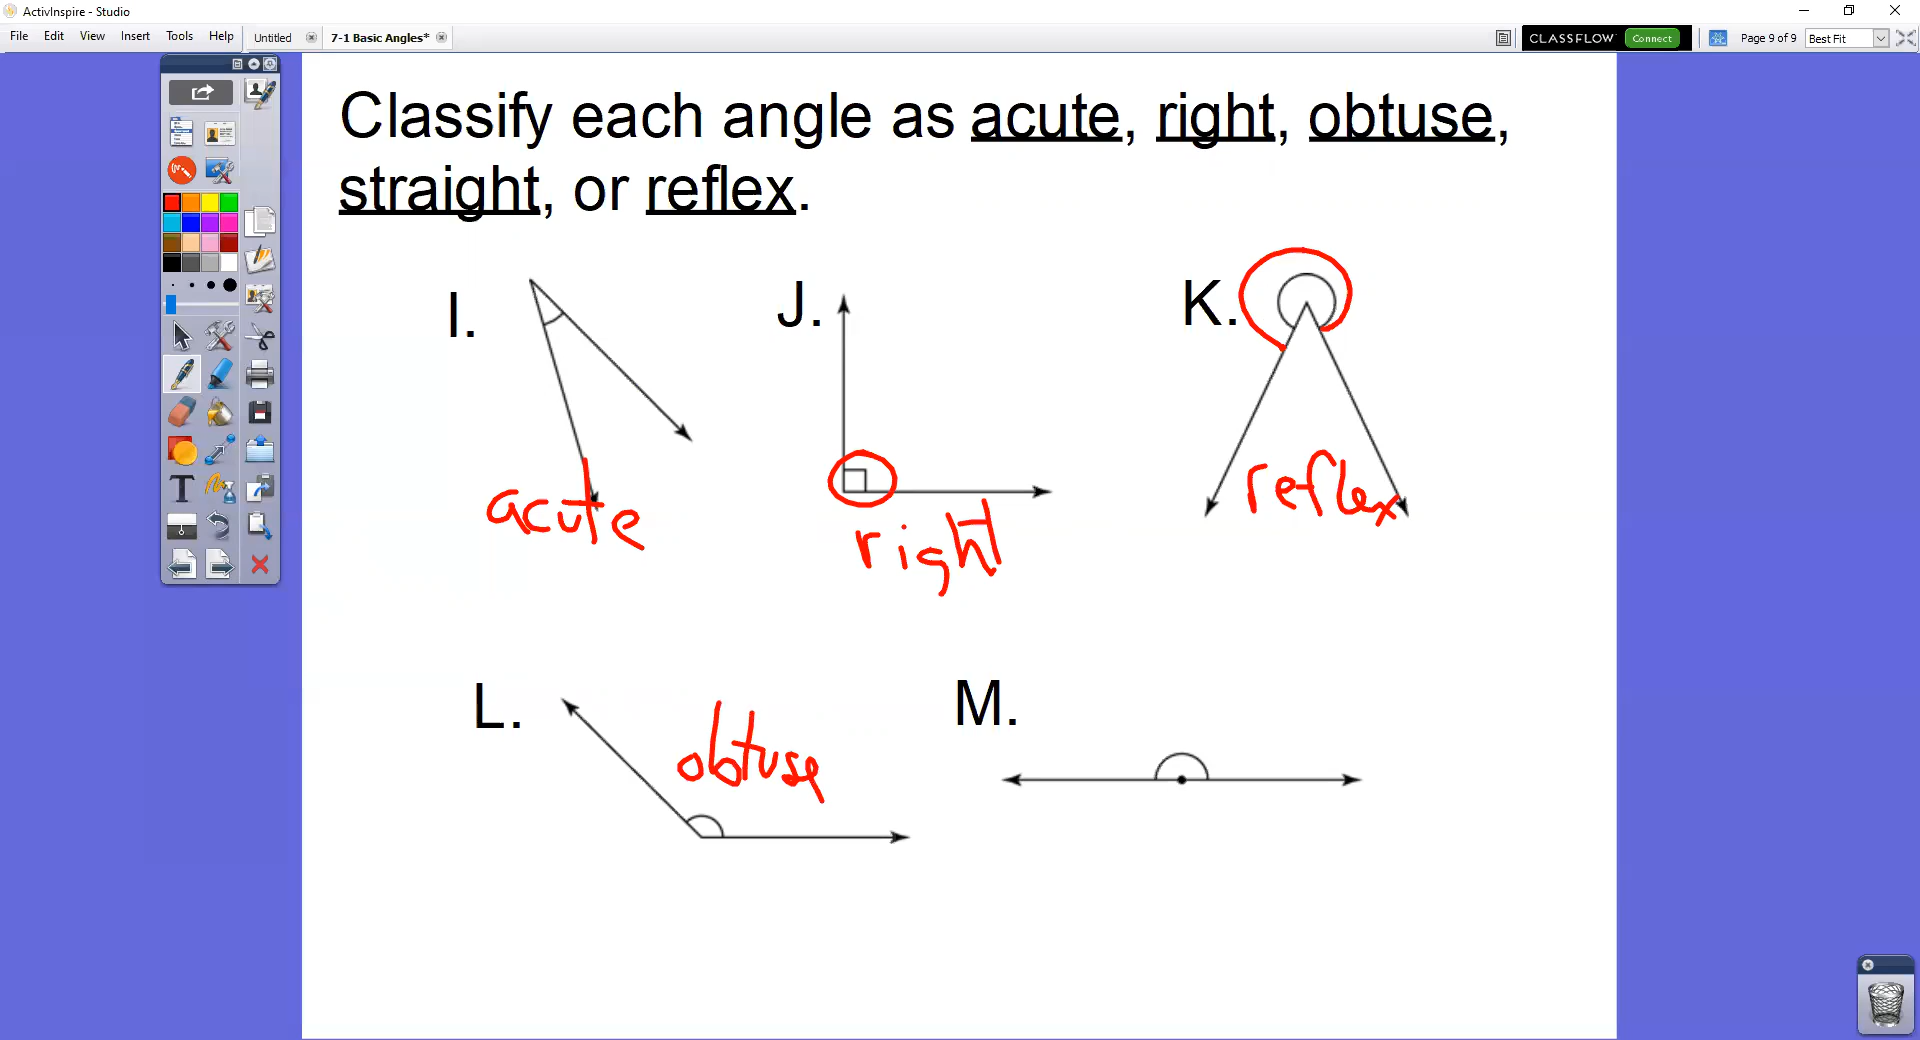 ActivInspire - Studio
File Edit View Insert Tools Help Untitled 7-1 Basic Angles* CLASSFLOW Connect Page 9 of 9 Best Fit
Classify each angle as acute, right, obtuse,
straight, or reflex.
I. J. K.
acute right reflex
L. obtuse M.
T